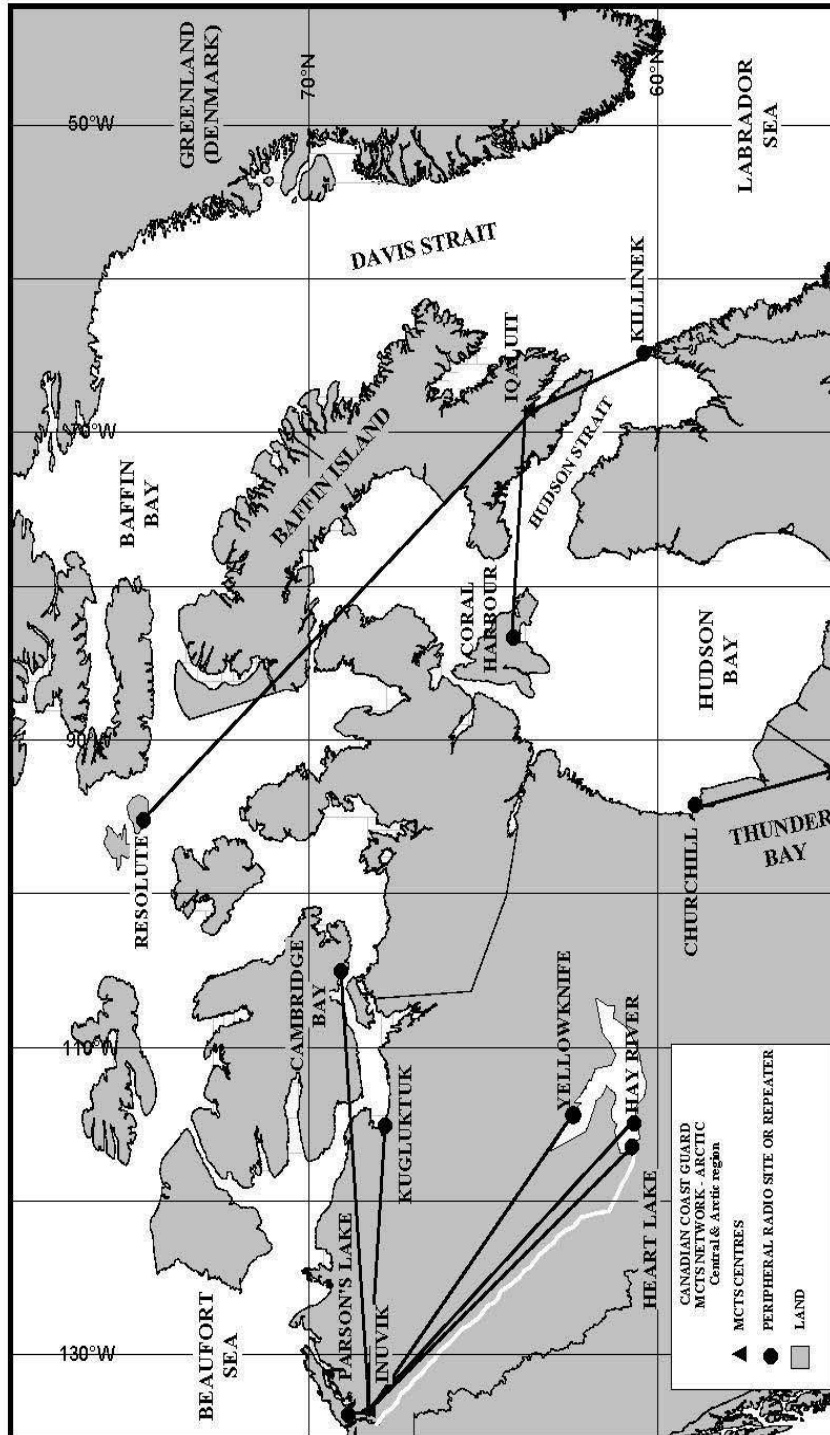 GREENLAND
(DENMARK)
70°N
60°N
50°W
LABRADOR
SEA
DAVIS STRAIT
KILLINEK
IQALUIT
70°W
BAFFIN
BAY
BAFFIN ISLAND
HUDSON STRAIT
CORAL
HARBOUR
HUDSON
BAY
90°W
RESOLUTE
THUNDER
BAY
CHURCHILL
CAMBRIDGE
BAY
110°W
KUGLUKTUK
YELLOWKNIFE
HAY RIVER
HEART LAKE
PARSON'S LAKE
INUVIK
BEAUFORT
SEA
130°W
CANADIAN COAST GUARD
MCTS NETWORK - ARCTIC
Central & Arctic region
MCTS CENTRES
PERIPHERAL RADIO SITE OR REPEATER
LAND